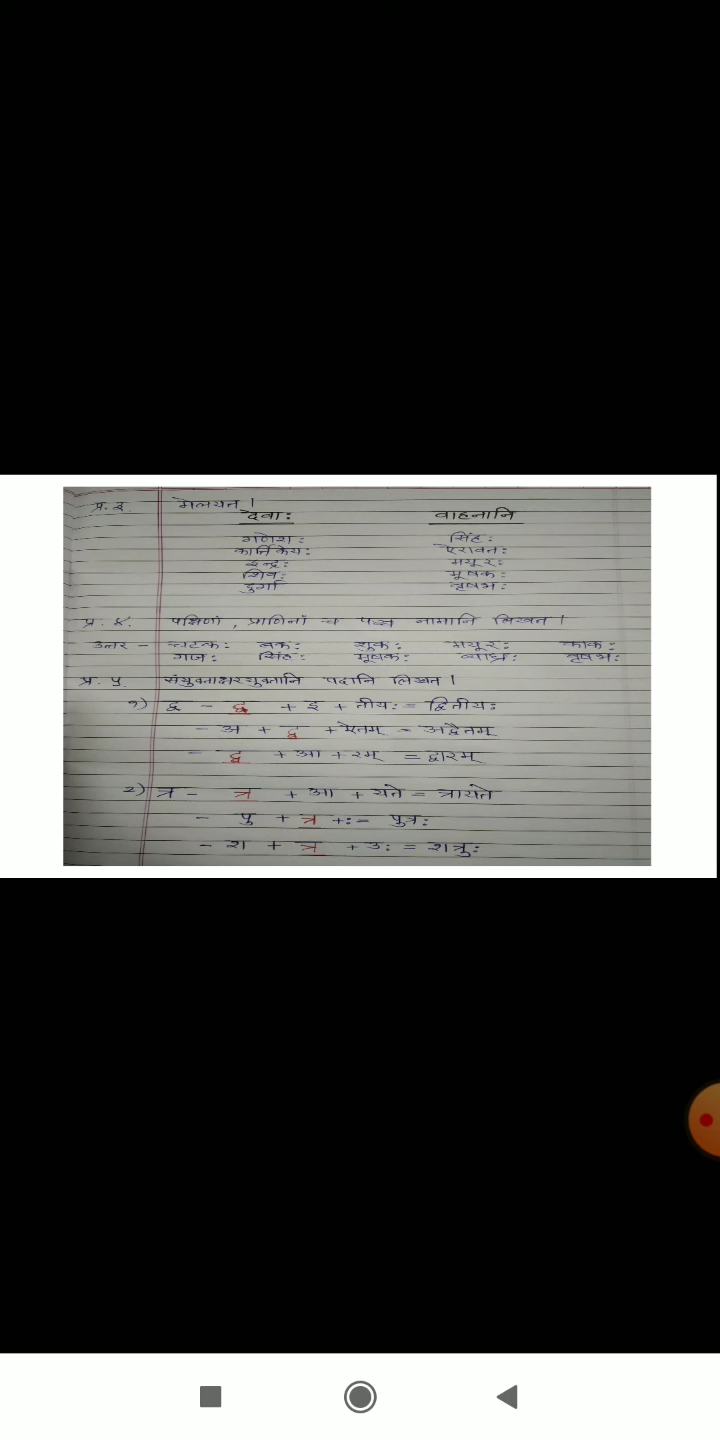 प्र. ३. मेलयत ।
देवाः वाहनानि
गणेशः सिंहः
कार्तिकेयः ऐरावतः
इन्द्रः मयूरः
शिवः मूषकः
दुर्गा वृषभः
प्र. ४. पक्षिणां, प्राणिनां च पञ्च नामानि लिखत ।
उत्तर - चटकः बकः शुकः मयूरः काकः
गजः सिंहः मूषकः व्याघ्रः वृषभः
प्र. ५ संयुक्ताक्षरयुक्तानि पदानि लिखत ।
१) द्व - द्व + इ + तीयः = द्वितीयः
- अ + द्व + ऐतम् = अद्वैतम्
- द्व + आ + रम् = द्वारम्
२) त्र - त्र + आ + यते = त्रायते
- पु + त्र +ः = पुत्रः
- श + त्र + उः = शत्रुः